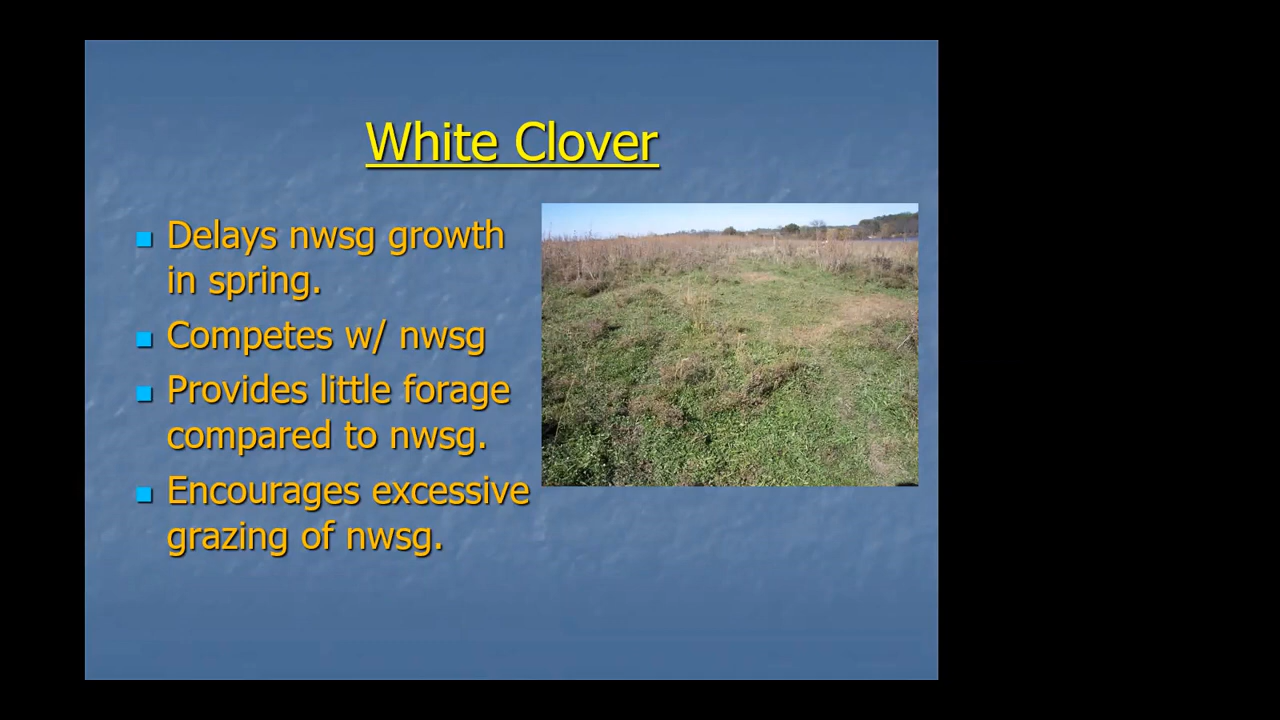 White Clover
Delays nwsg growth
in spring.
Competes w/ nwsg
Provides little forage
compared to nwsg.
Encourages excessive
grazing of nwsg.